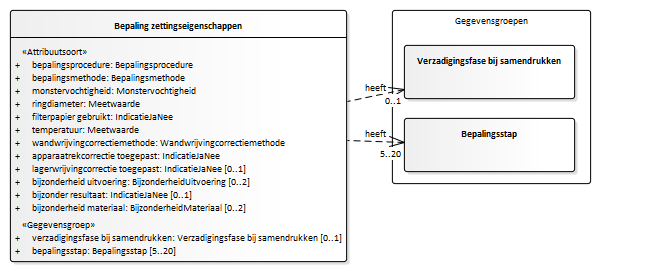 Bepaling zettingseigenschappen
«Attribuutsoort»
+ bepalingsprocedure: Bepalingsprocedure
+ bepalingsmethode: Bepalingsmethode
+ monstervochtigheid: Monstervochtigheid
+ ringdiameter: Meetwaarde
+ filterpapier gebruikt: IndicatieJaNee
+ temperatuur: Meetwaarde
+ wandwrijvingcorrectiemethode: Wandwrijvingcorrectiemethode
+ apparaatrekcorrectie toegepast: IndicatieJaNee
+ lagerwrijvingcorrectie toegepast: IndicatieJaNee [0..1]
+ bijzonderheid uitvoering: BijzonderheidUitvoering [0..2]
+ bijzonder resultaat: IndicatieJaNee [0..1]
+ bijzonderheid materiaal: BijzonderheidMateriaal [0..2]
«Gegevensgroep»
+ verzadigingsfase bij samendrukken: Verzadigingsfase bij samendrukken [0..1]
+ bepalingsstap: Bepalingsstap [5..20]
heeft
0..1
heeft
5..20
Gegevensgroepen
Verzadigingsfase bij samendrukken
Bepalingsstap